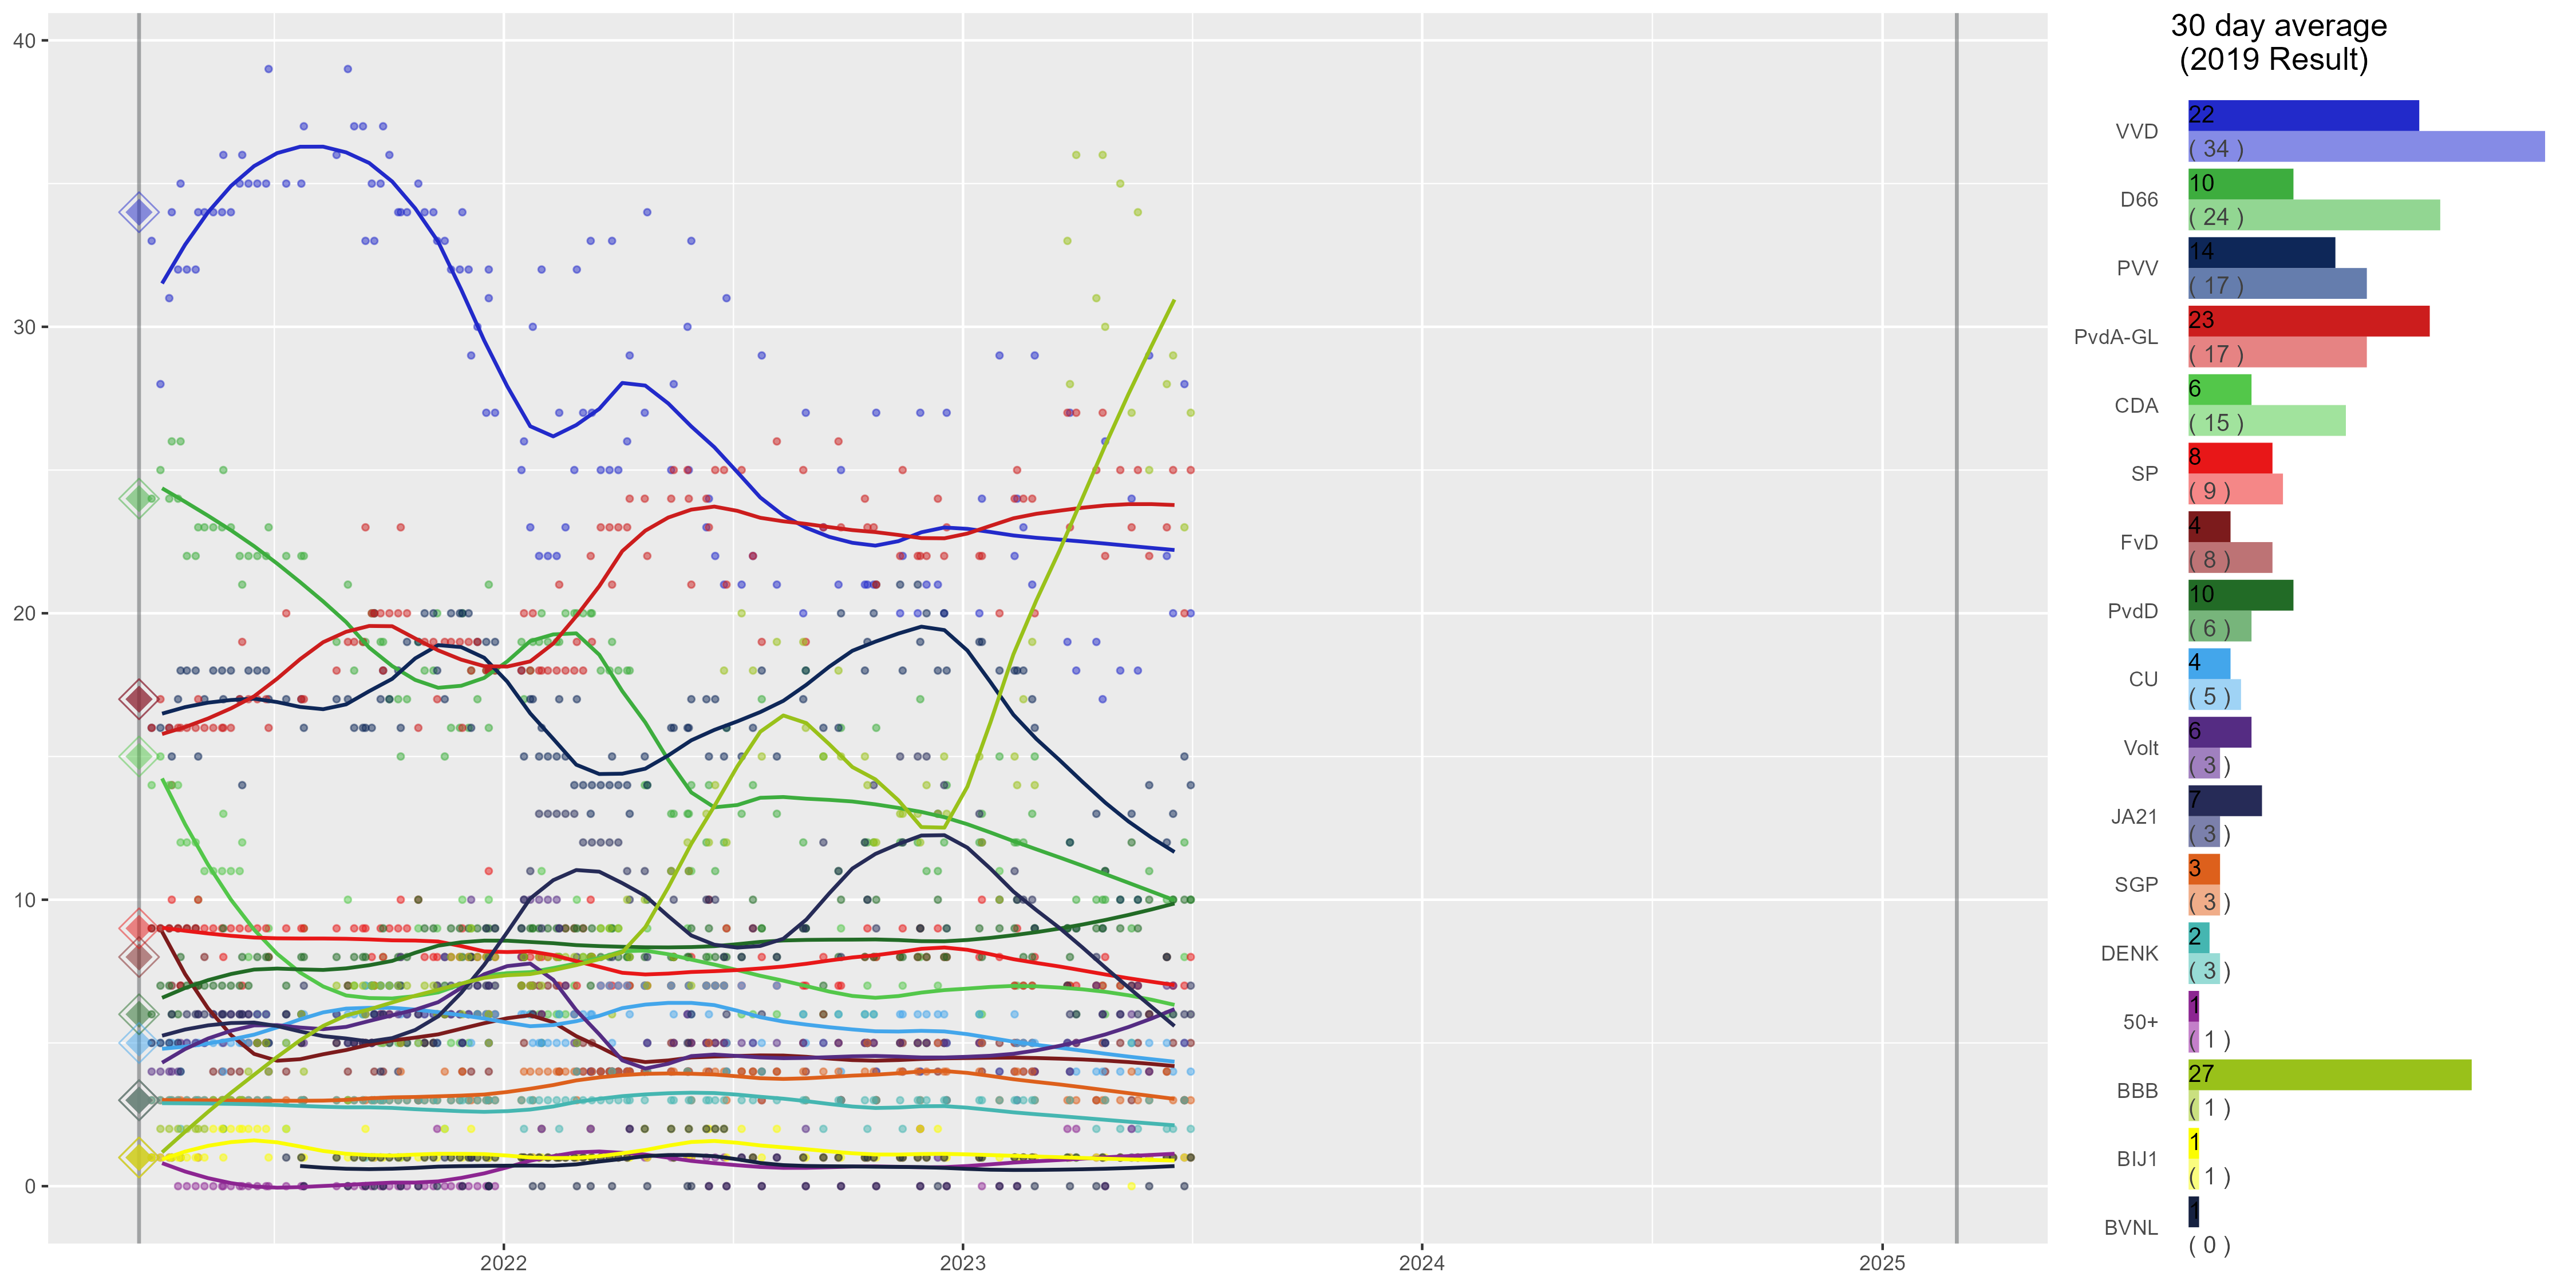 40
30
20
10
0
2022
2023
2024
2025
30 day average
(2019 Result)
VVD
22
( 34 )
D66
10
( 24 )
PVV
14
( 17 )
PvdA-GL
23
( 17 )
CDA
6
( 15 )
SP
8
( 9 )
FvD
4
( 8 )
PvdD
10
( 6 )
CU
4
( 5 )
Volt
6
( 3 )
JA21
7
( 3 )
SGP
3
( 3 )
DENK
2
( 3 )
50+
1
( 1 )
BBB
27
( 1 )
BIJ1
1
( 1 )
BVNL
1
( 0 )